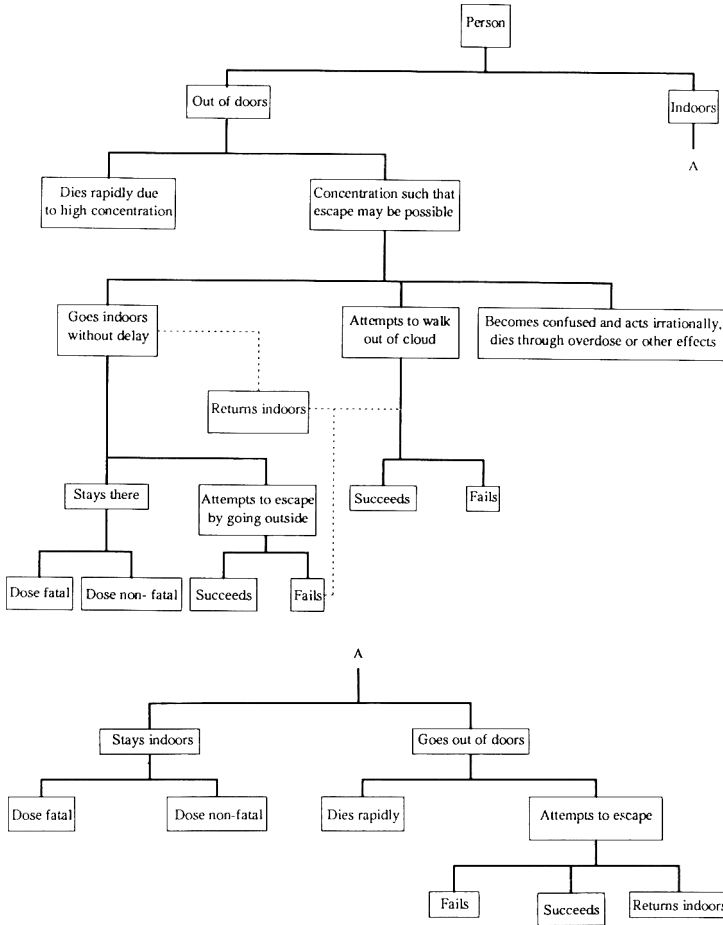 Person
Out of doors
Indoors
A
Dies rapidly due
to high concentration
Concentration such that
escape may be possible
Goes indoors
without delay
Attempts to walk
out of cloud
Becomes confused and acts irrationally,
dies through overdose or other effects
Returns indoors
Stays there
Attempts to escape
by going outside
Succeeds
Fails
Dose fatal
Dose non- fatal
Succeeds
Fails
A
Stays indoors
Goes out of doors
Dose fatal
Dose non-fatal
Dies rapidly
Attempts to escape
Fails
Succeeds
Returns indoors